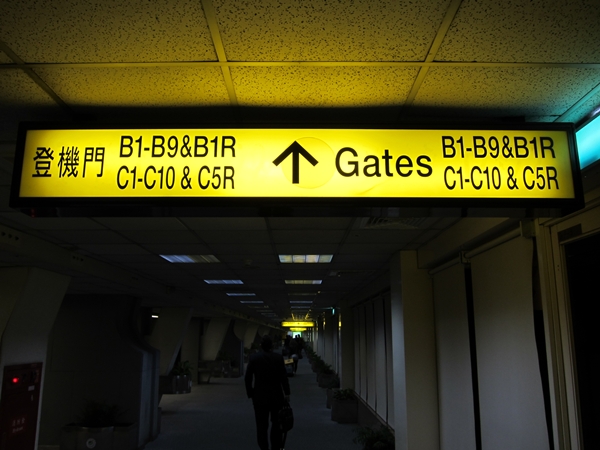 登機門 B1-B9&B1R ↑ Gates B1-B9&B1R
C1-C10 & C5R C1-C10 & C5R